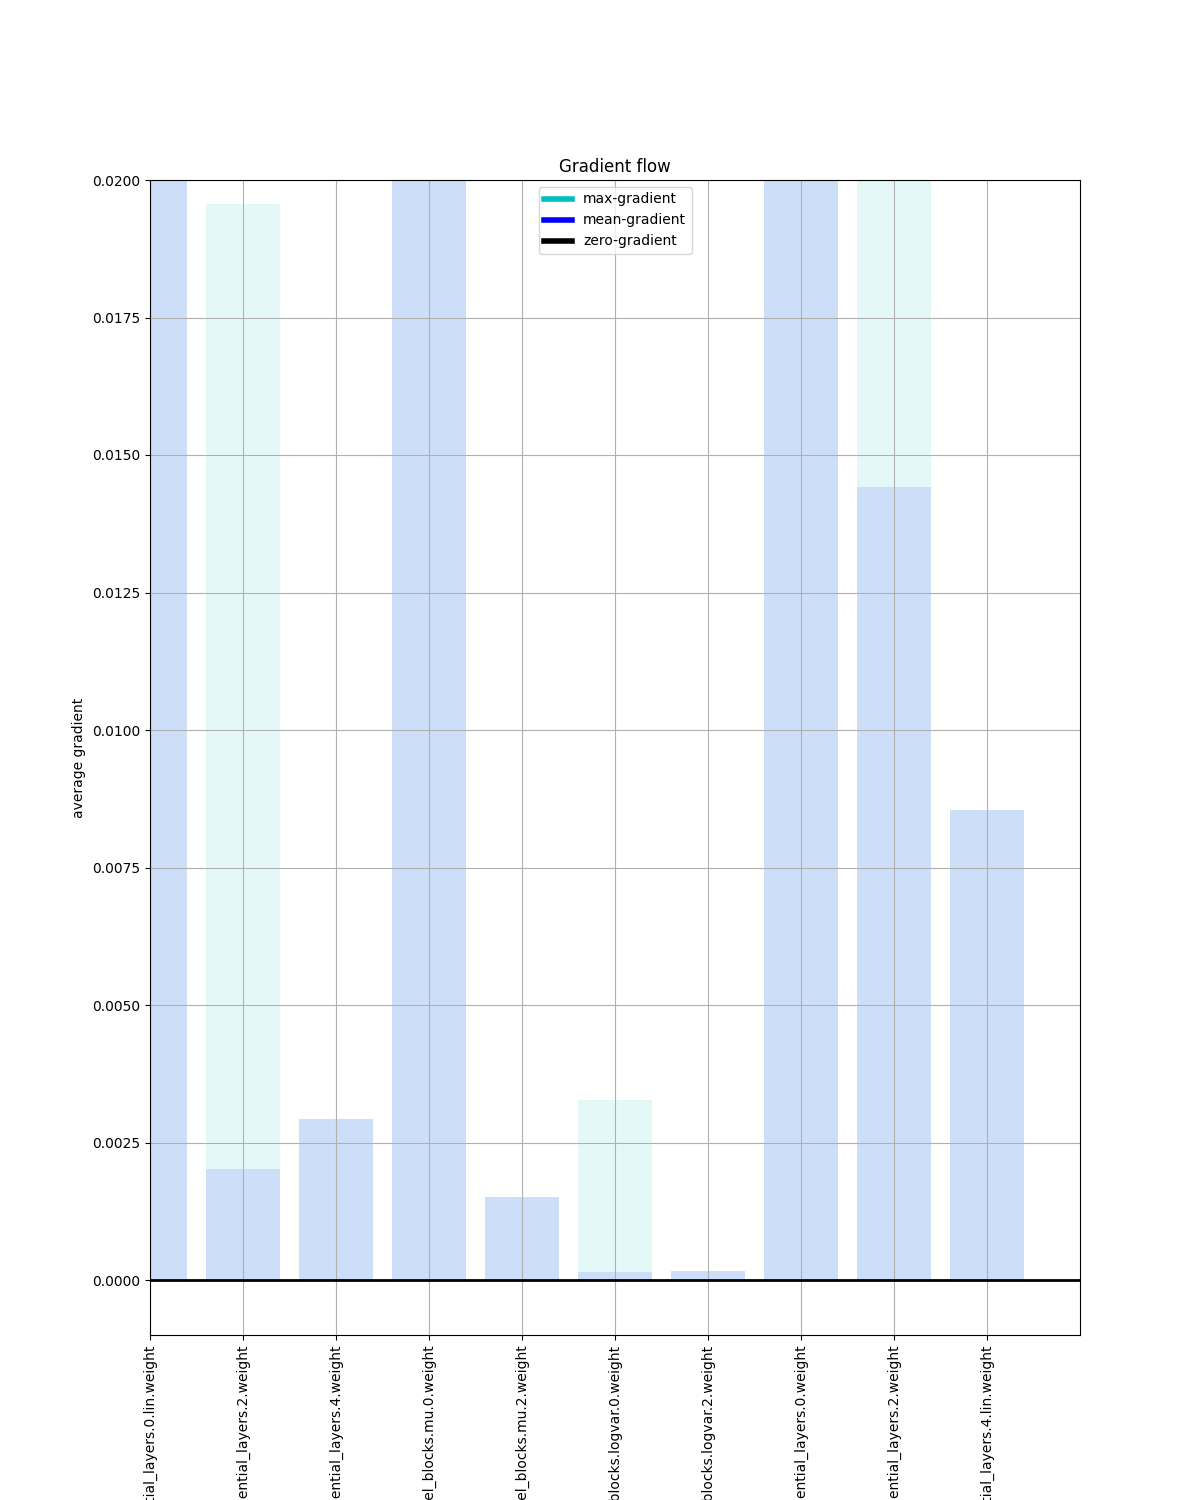 Gradient flow
max-gradient
mean-gradient
zero-gradient
0.0200
0.0175
0.0150
0.0125
0.0100
0.0075
0.0050
0.0025
0.0000
average gradient
tial_layers.0.lin.weight
ential_layers.2.weight
ential_layers.4.weight
el_blocks.mu.0.weight
el_blocks.mu.2.weight
blocks.logvar.0.weight
blocks.logvar.2.weight
ential_layers.0.weight
ential_layers.2.weight
tial_layers.4.lin.weight